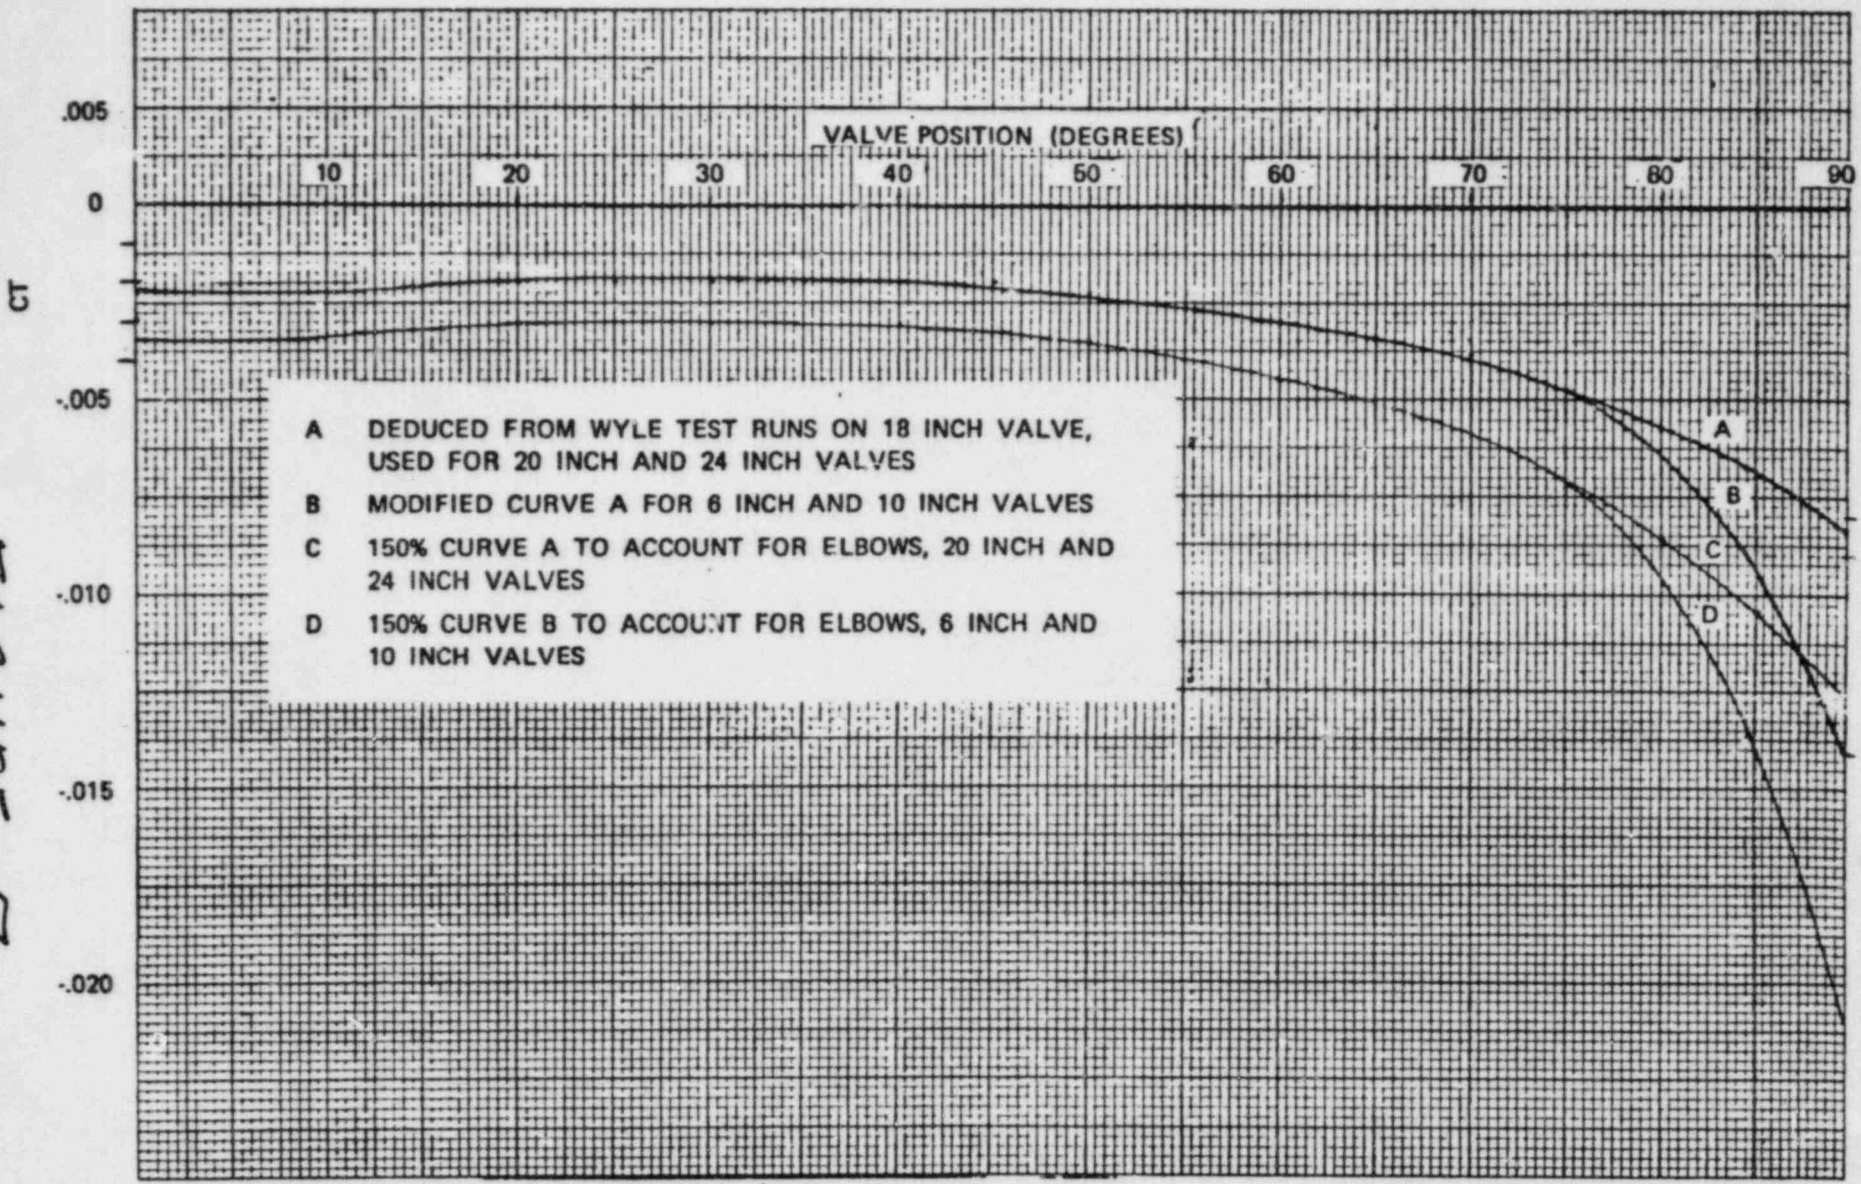 .005
VALVE POSITION (DEGREES)
10 20 30 40 50 60 70 80 90
0
CT
-.005
A DEDUCED FROM WYLE TEST RUNS ON 18 INCH VALVE,
USED FOR 20 INCH AND 24 INCH VALVES
B MODIFIED CURVE A FOR 6 INCH AND 10 INCH VALVES
C 150% CURVE A TO ACCOUNT FOR ELBOWS, 20 INCH AND
24 INCH VALVES
D 150% CURVE B TO ACCOUNT FOR ELBOWS, 6 INCH AND
10 INCH VALVES
A
B
C
D
-.010
-.015
-.020